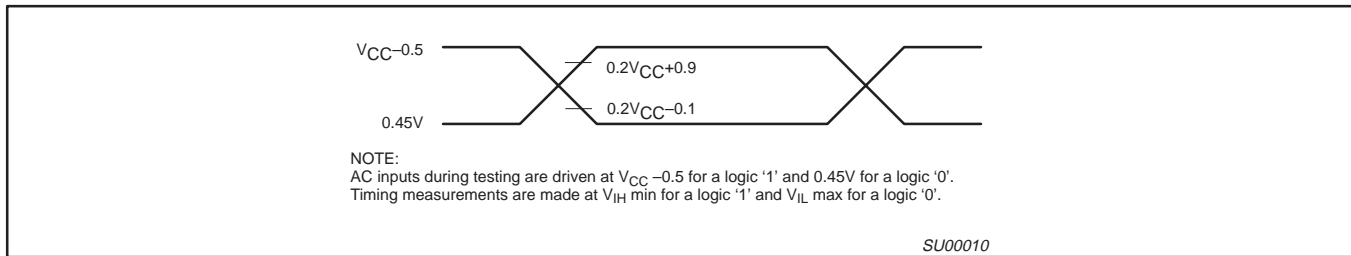 VCC–0.5
0.2VCC+0.9
0.2VCC–0.1
0.45V
NOTE:
AC inputs during testing are driven at VCC –0.5 for a logic ‘1’ and 0.45V for a logic ‘0’.
Timing measurements are made at VIH min for a logic ‘1’ and VIL max for a logic ‘0’.
SU00010